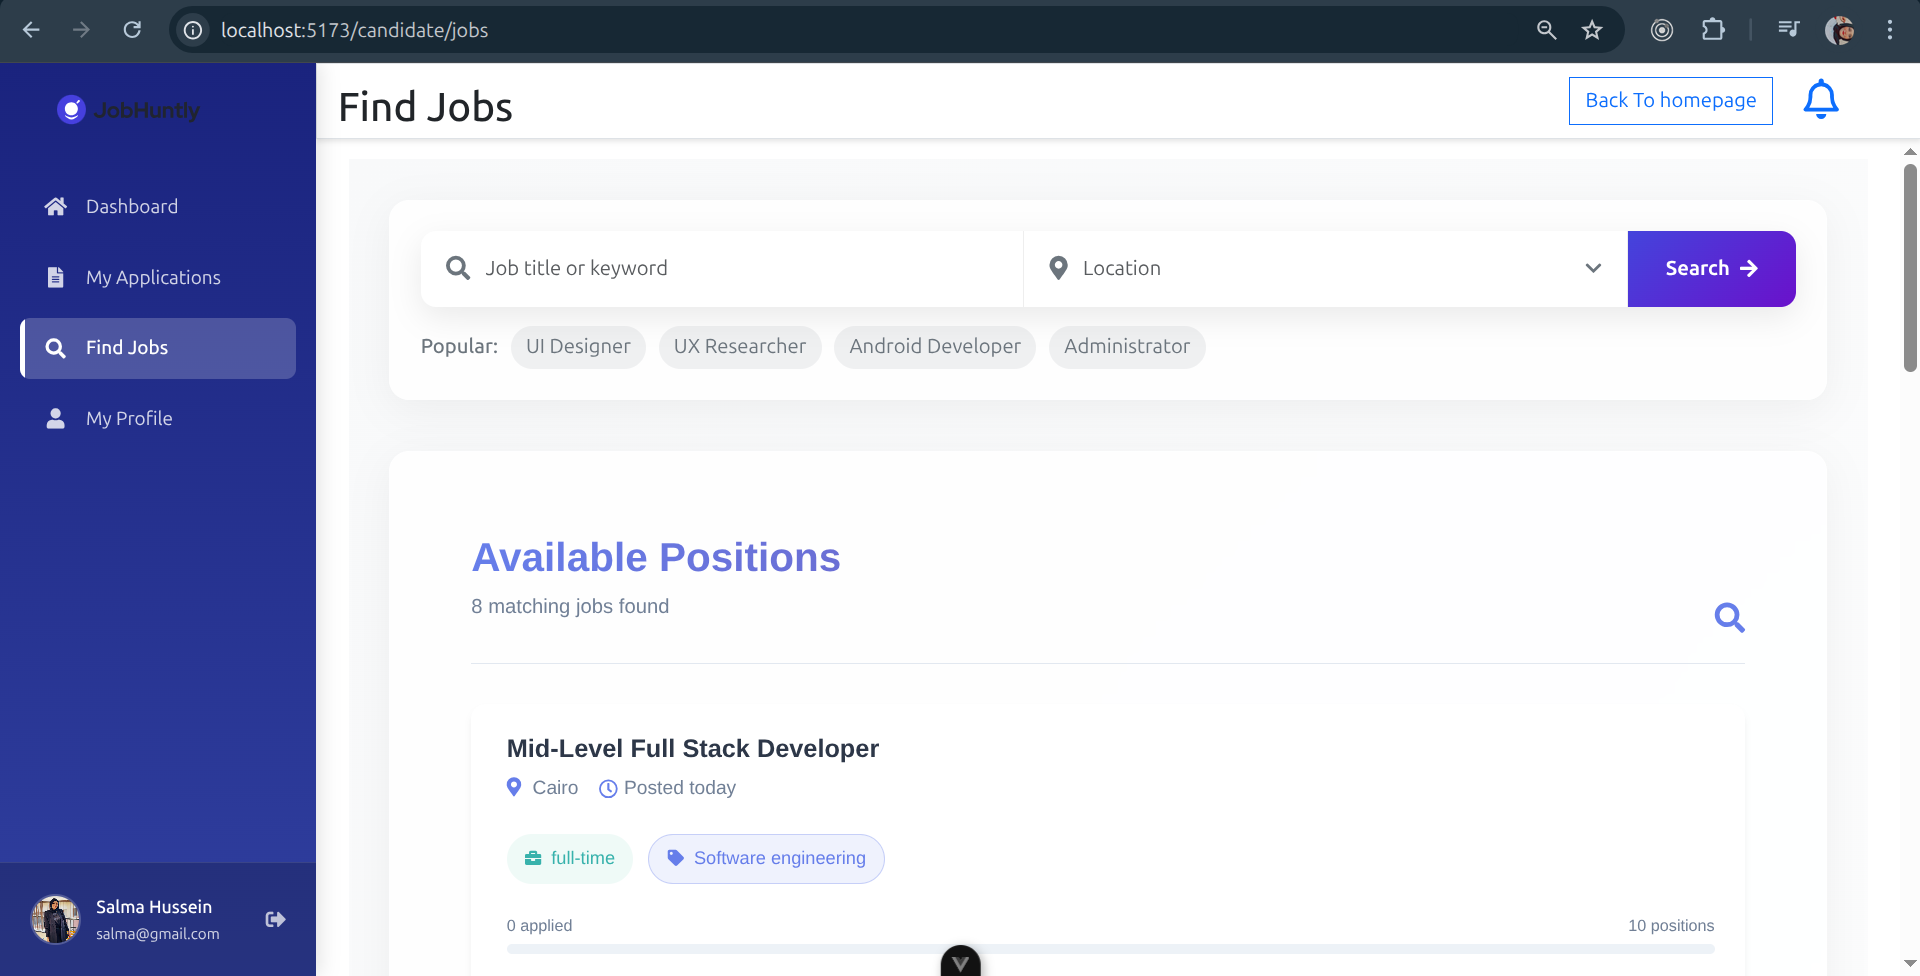 localhost:5173/candidate/jobs
JobHuntly
Dashboard
My Applications
Find Jobs
My Profile
Salma Hussein
salma@gmail.com
Find Jobs
Back To homepage
Job title or keyword
Location
Search
Popular: UI Designer UX Researcher Android Developer Administrator
Available Positions
8 matching jobs found
Mid-Level Full Stack Developer
Cairo Posted today
full-time Software engineering
0 applied 10 positions